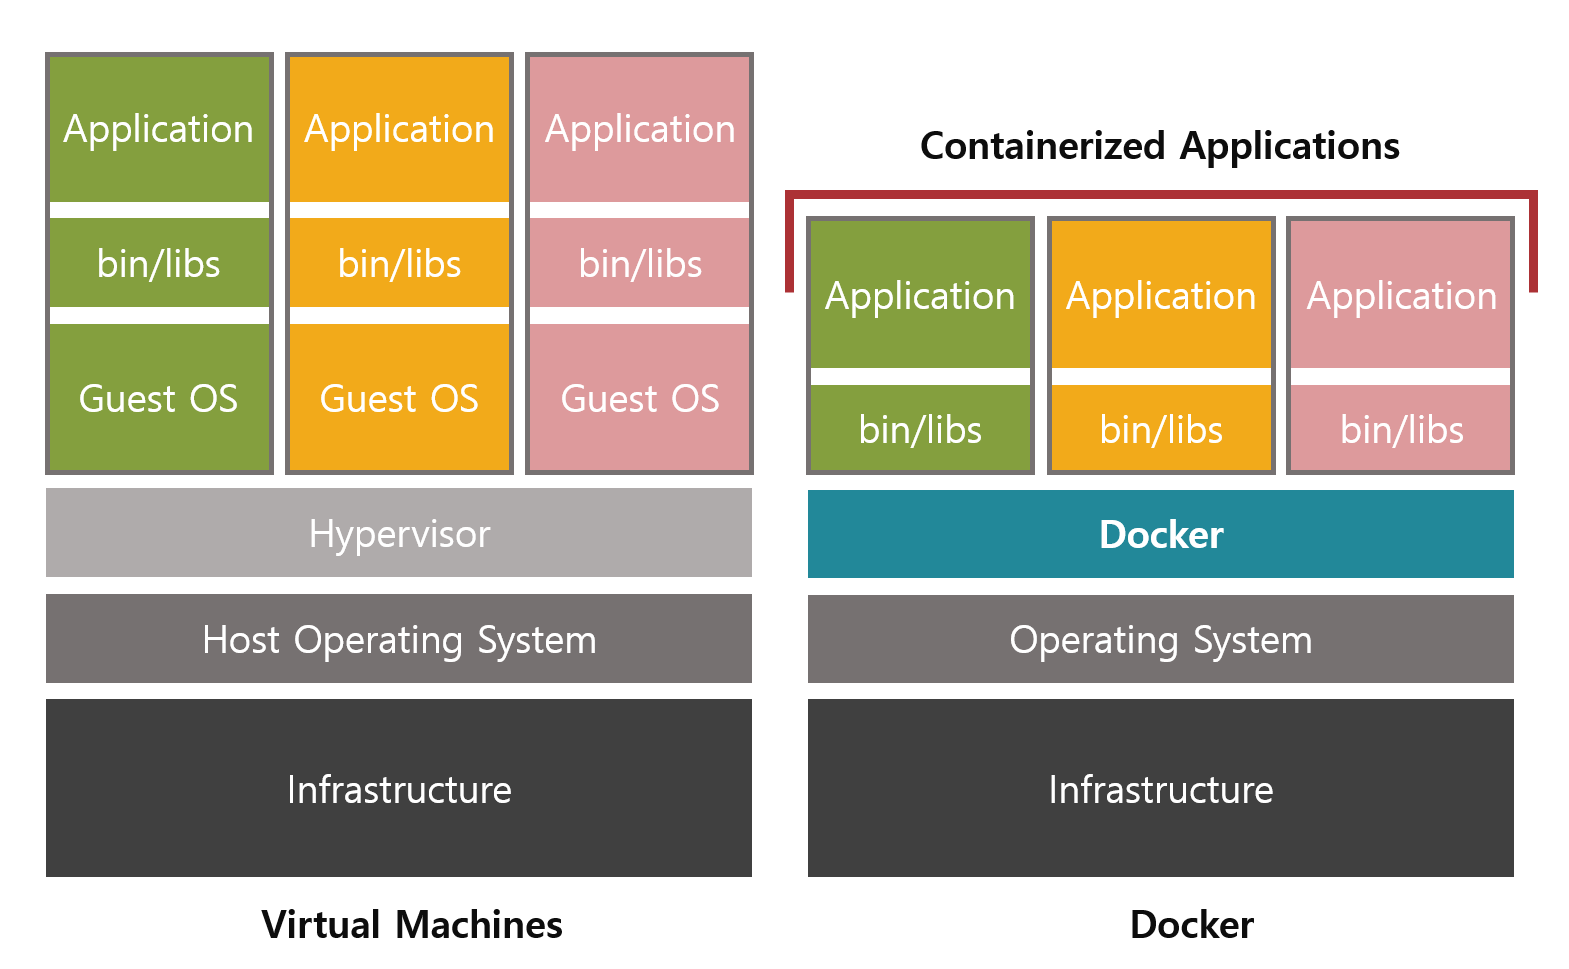 Application
Application
Application
bin/libs
bin/libs
bin/libs
Guest OS
Guest OS
Guest OS
Hypervisor
Host Operating System
Infrastructure
Virtual Machines
Containerized Applications
Application
Application
Application
bin/libs
bin/libs
bin/libs
Docker
Operating System
Infrastructure
Docker